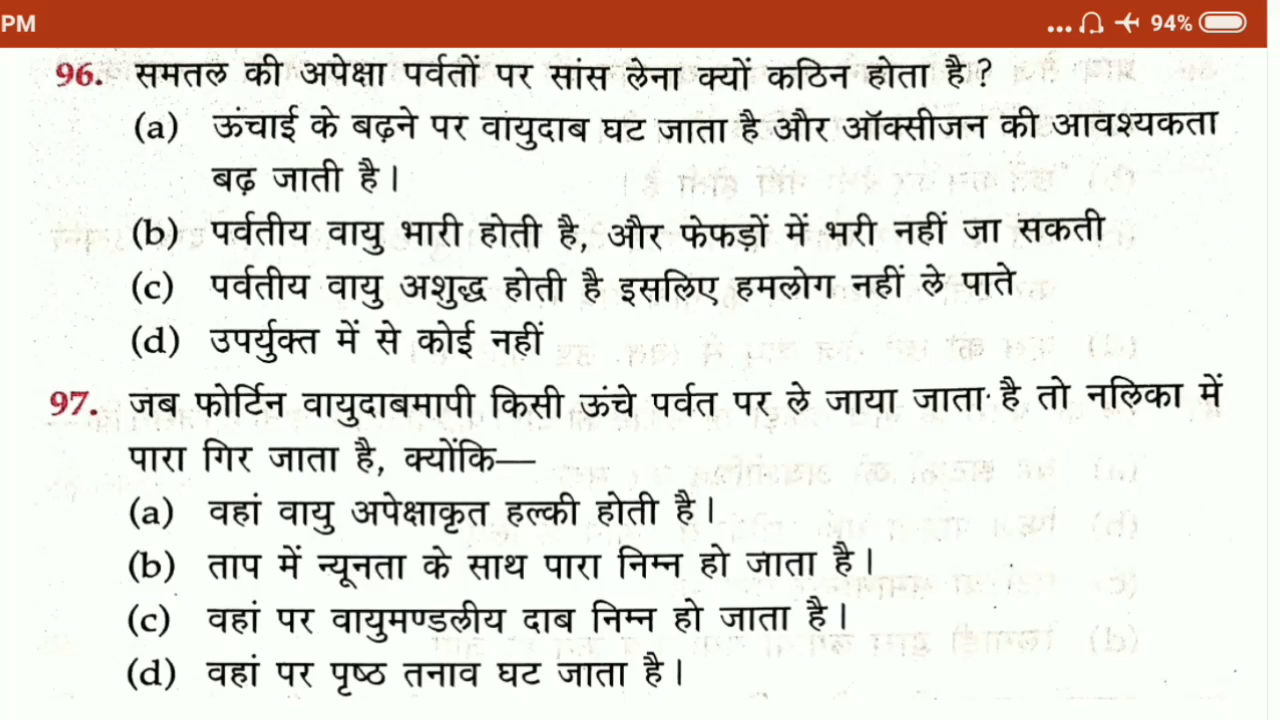 PM
... 94%
96. समतल की अपेक्षा पर्वतों पर सांस लेना क्यों कठिन होता है?
(a) ऊंचाई के बढ़ने पर वायुदाब घट जाता है और ऑक्सीजन की आवश्यकता
बढ़ जाती है।
(b) पर्वतीय वायु भारी होती है, और फेफड़ों में भरी नहीं जा सकती
(c) पर्वतीय वायु अशुद्ध होती है इसलिए हमलोग नहीं ले पाते
(d) उपर्युक्त में से कोई नहीं
97. जब फोर्टिन वायुदाबमापी किसी ऊंचे पर्वत पर ले जाया जाता है तो नलिका में
पारा गिर जाता है, क्योंकि—
(a) वहां वायु अपेक्षाकृत हल्की होती है।
(b) ताप में न्यूनता के साथ पारा निम्न हो जाता है।
(c) वहां पर वायुमण्डलीय दाब निम्न हो जाता है।
(d) वहां पर पृष्ठ तनाव घट जाता है।